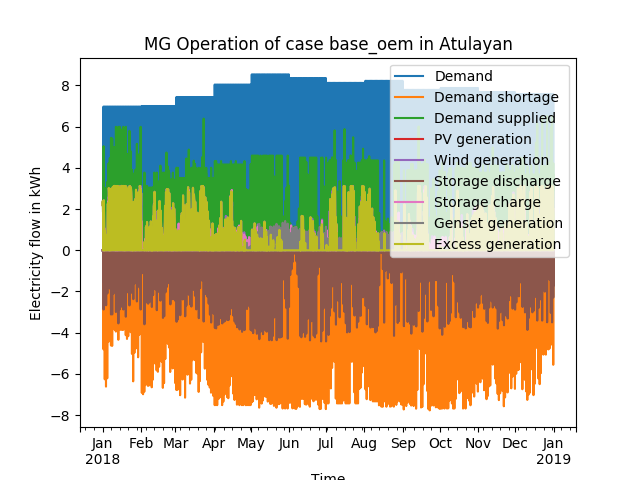 MG Operation of case base_oem in Atulayan
Demand
Demand shortage
Demand supplied
PV generation
Wind generation
Storage discharge
Storage charge
Genset generation
Excess generation
Electricity flow in kWh
8
6
4
2
0
−2
−4
−6
−8
Jan Feb Mar Apr May Jun Jul Aug Sep Oct Nov Dec Jan
2018 2019
Time